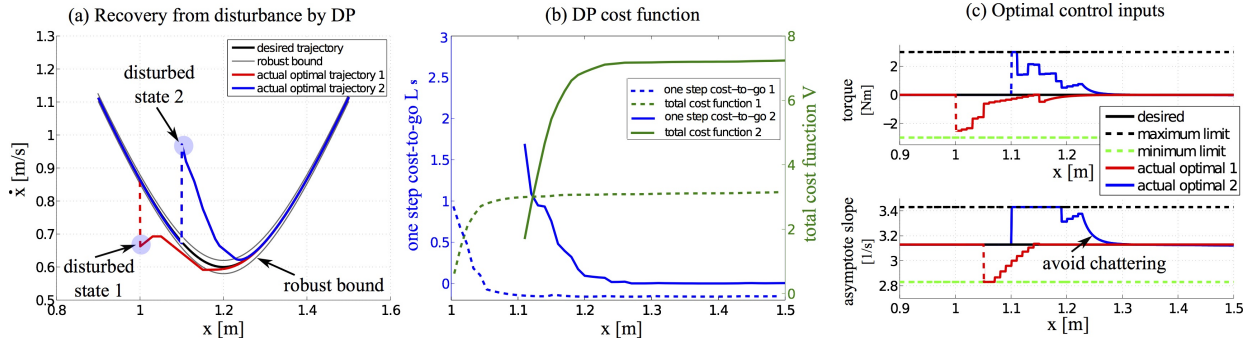 (a) Recovery from disturbance by DP
1.3
1.2
1.1
1
0.9
0.8
0.7
0.6
0.5
ẋ [m/s]
0.8
1
1.2
1.4
1.6
x [m]
desired trajectory
robust bound
actual optimal trajectory 1
actual optimal trajectory 2
disturbed
state 2
disturbed
state 1
robust bound
(b) DP cost function
3
2.5
2
1.5
1
0.5
0
one step cost-to-go L s
8
6
4
2
0
total cost function V
1
1.1
1.2
1.3
1.4
1.5
x [m]
one step cost-to-go 1
total cost function 1
one step cost-to-go 2
total cost function 2
(c) Optimal control inputs
torque
[Nm]
2
0
−2
0.9
1
1.1
1.2
x [m]
desired
maximum limit
minimum limit
actual optimal 1
actual optimal 2
asymptote slope
[1/s]
3.4
3.1
2.8
avoid chattering
0.9
1
1.1
1.2
1.3
1.4
1.5
x [m]